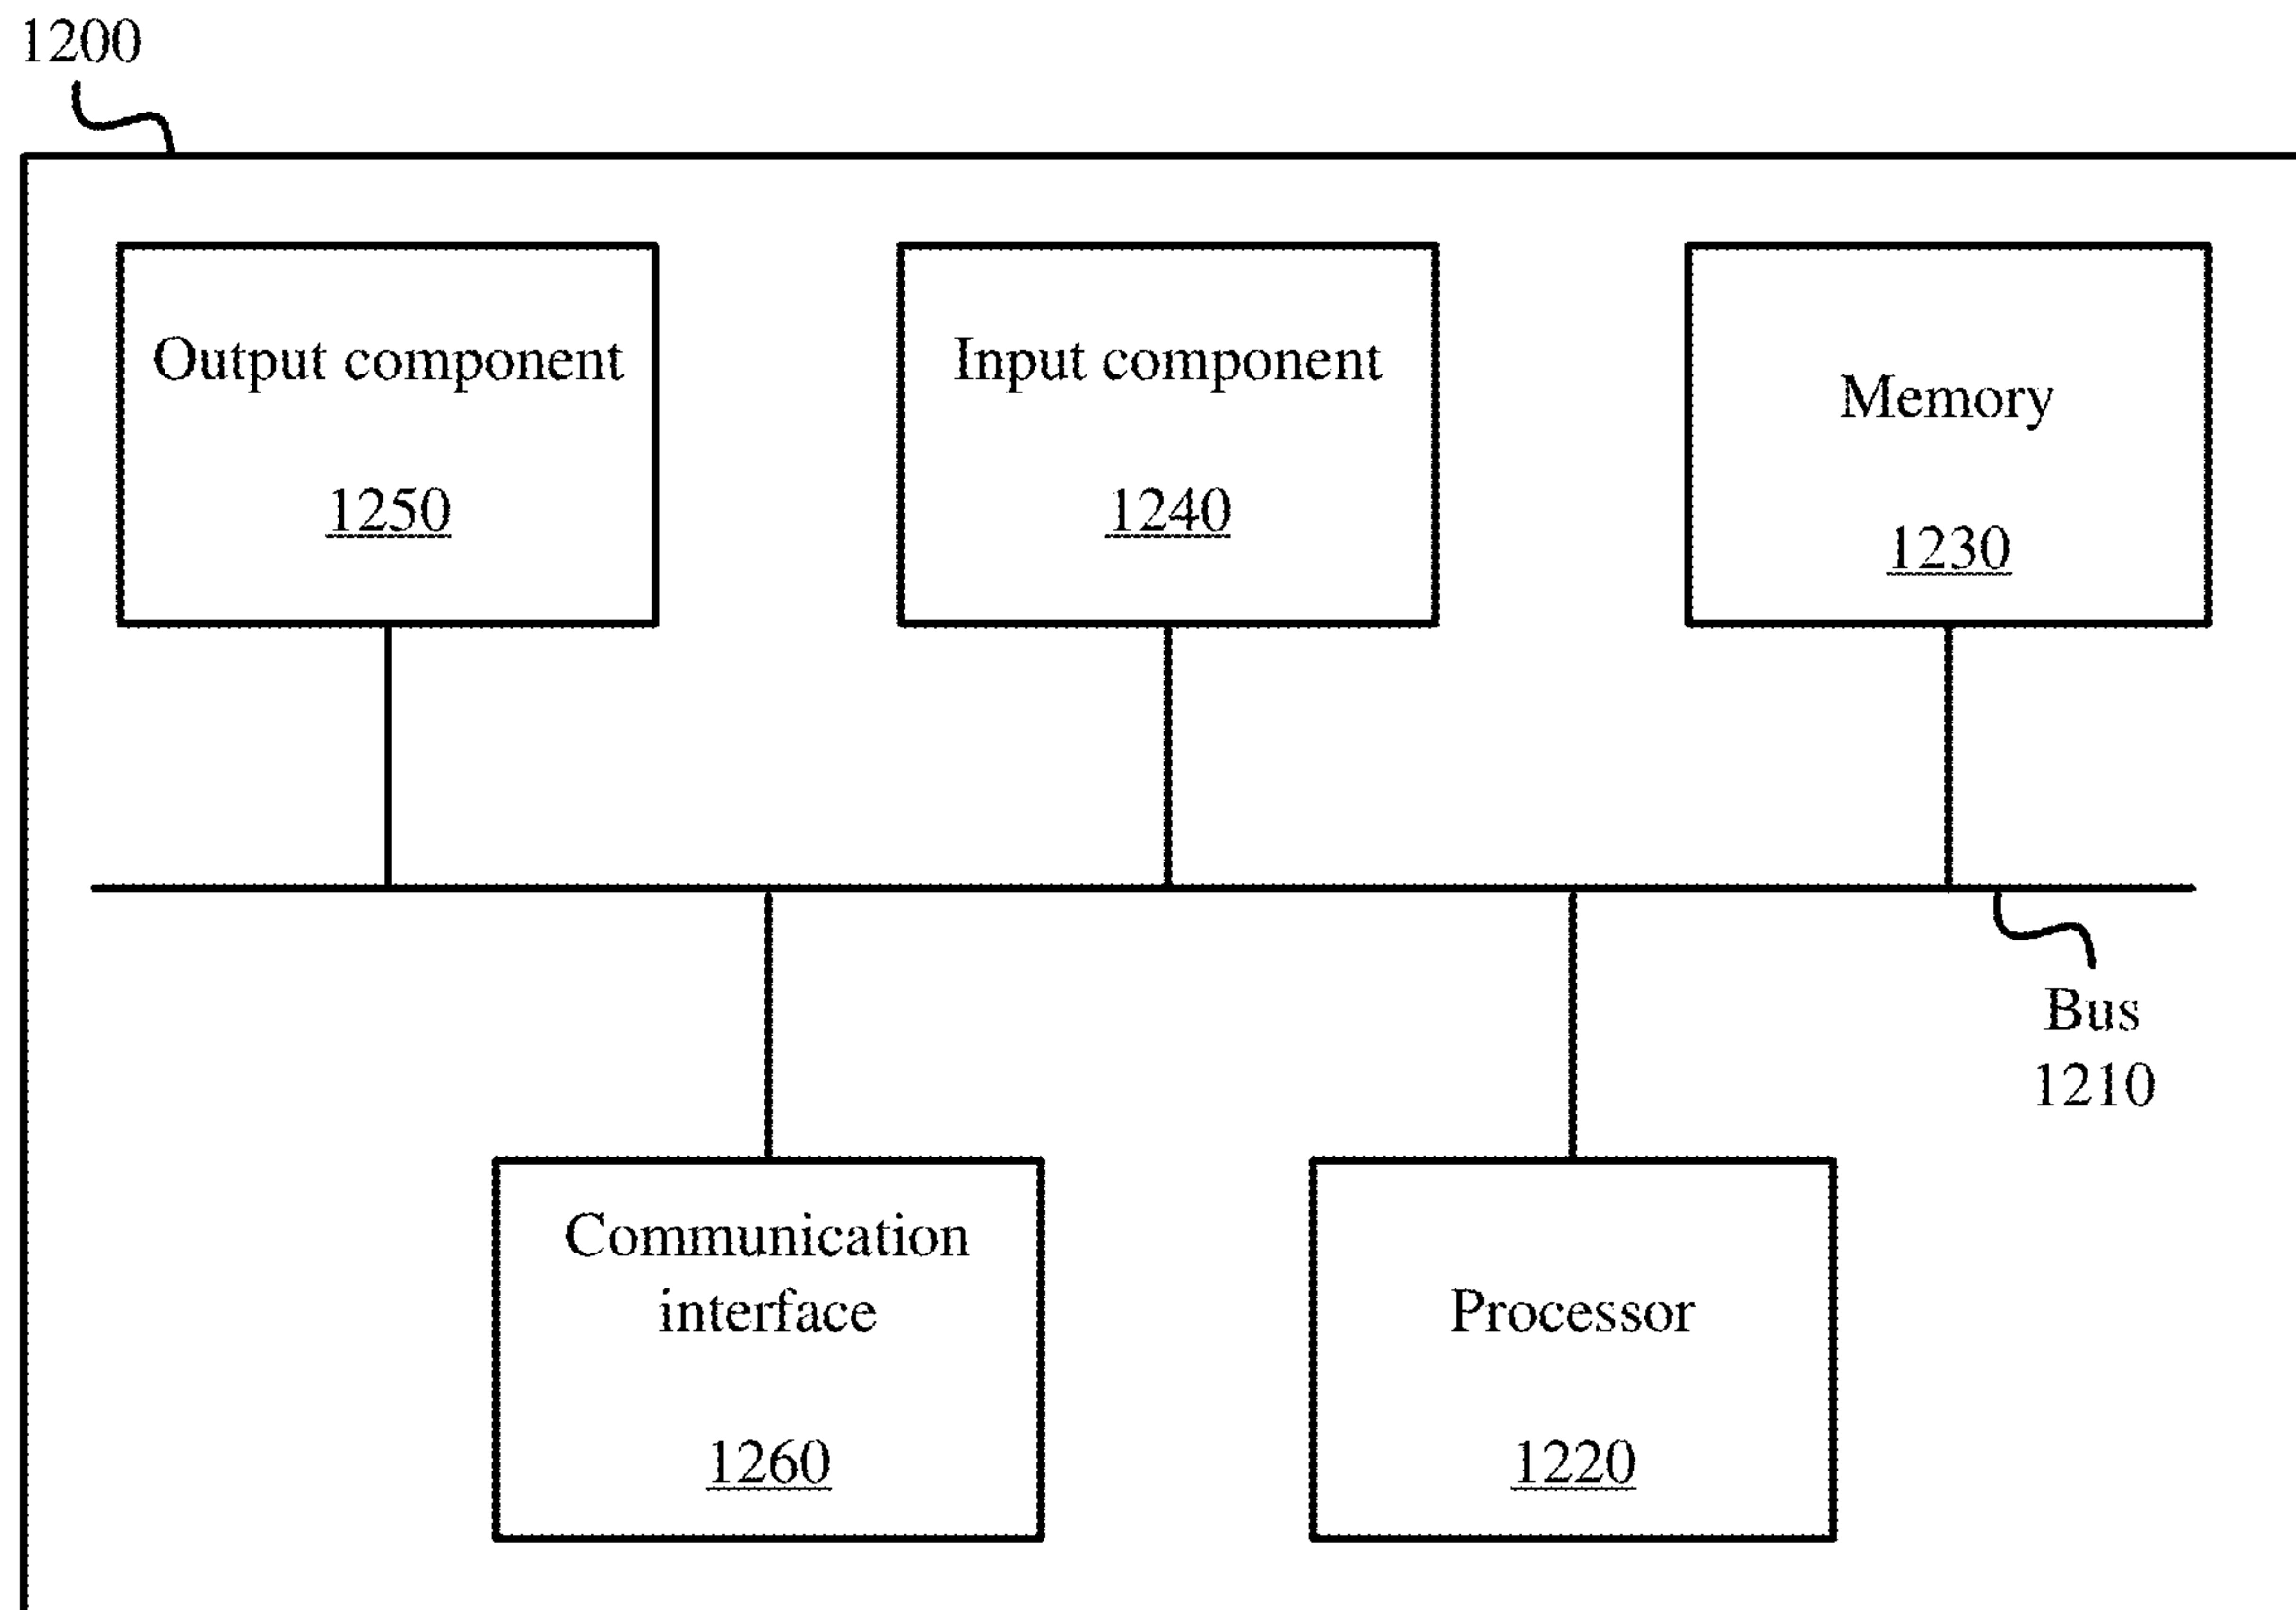 1200
Output component
1250
Input component
1240
Memory
1230
Bus
1210
Communication
interface
1260
Processor
1220